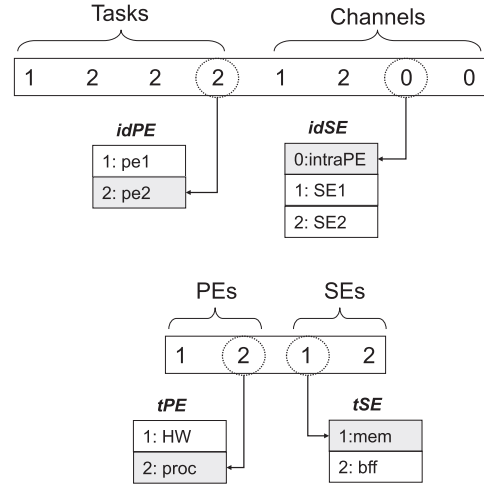 Tasks Channels
1 2 2 2 1 2 0 0
idPE idSE
1: pe1
2: pe2
0:intraPE
1: SE1
2: SE2
PEs SEs
1 2 1 2
tPE tSE
1: HW
2: proc
1:mem
2: bff